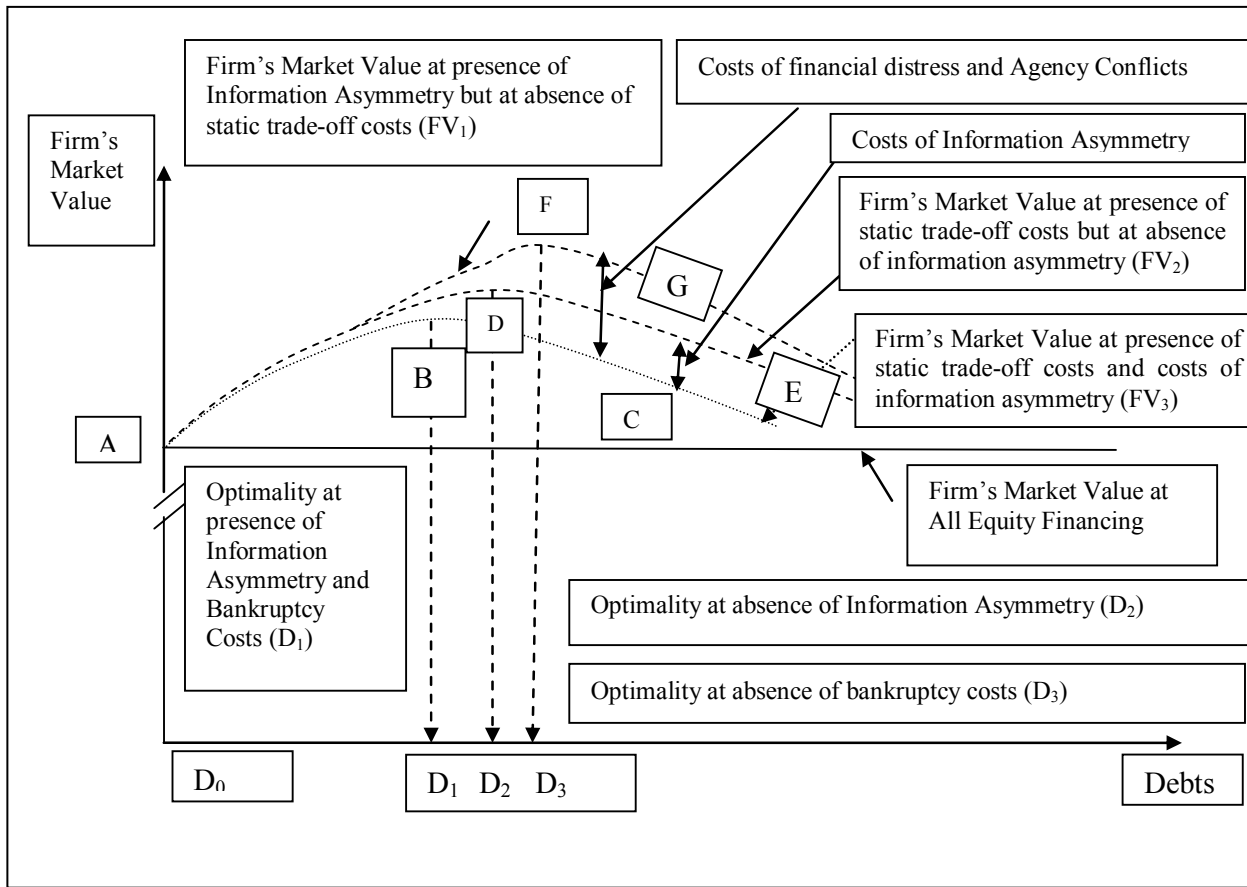 Firm's Market Value at presence of
Information Asymmetry but at absence of
static trade-off costs (FV₁)
Costs of financial distress and Agency Conflicts
Firm's
Market
Value
Costs of Information Asymmetry
F
Firm's Market Value at presence of
static trade-off costs but at absence
of information asymmetry (FV₂)
G
D
B
Firm's Market Value at presence of
static trade-off costs and costs of
information asymmetry (FV₃)
E
C
A
Optimality at
presence of
Information
Asymmetry and
Bankruptcy
Costs (D₁)
Firm's Market Value at
All Equity Financing
Optimality at absence of Information Asymmetry (D₂)
Optimality at absence of bankruptcy costs (D₃)
D₀
D₁ D₂ D₃
Debts